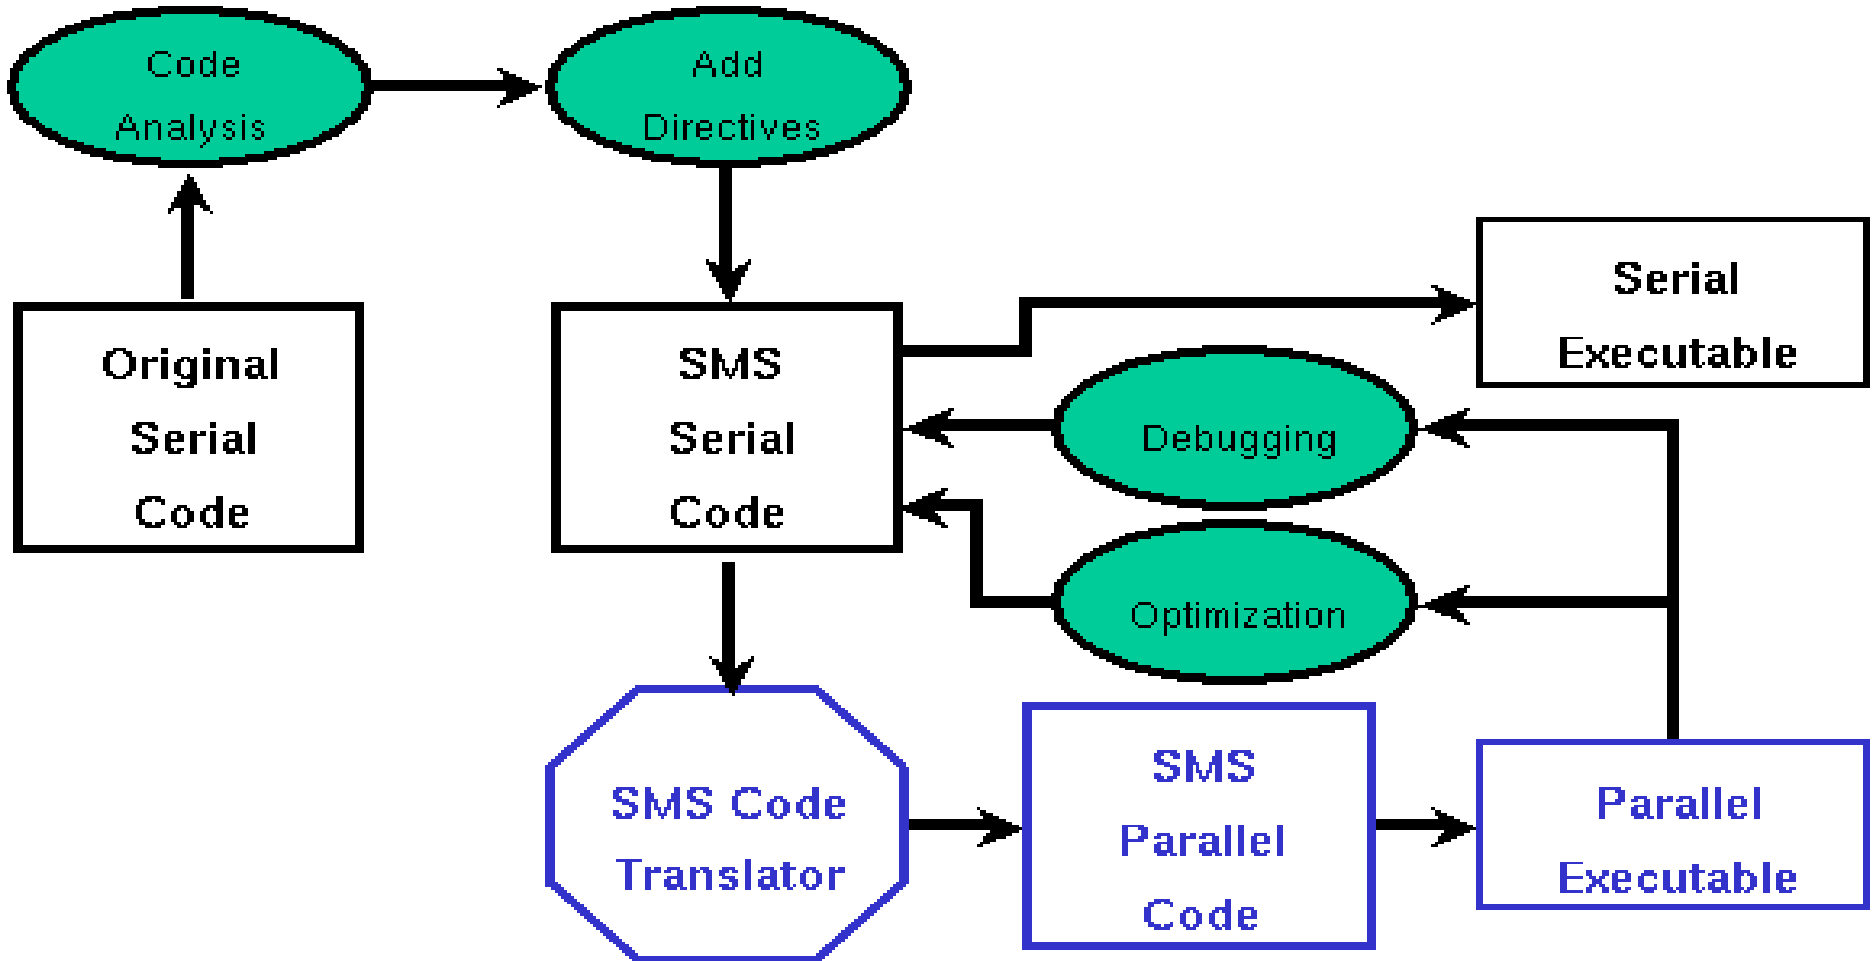 Code
Analysis
Add
Directives
Serial
Executable
Original
Serial
Code
SMS
Serial
Code
Debugging
Optimization
SMS Code
Translator
SMS
Parallel
Code
Parallel
Executable